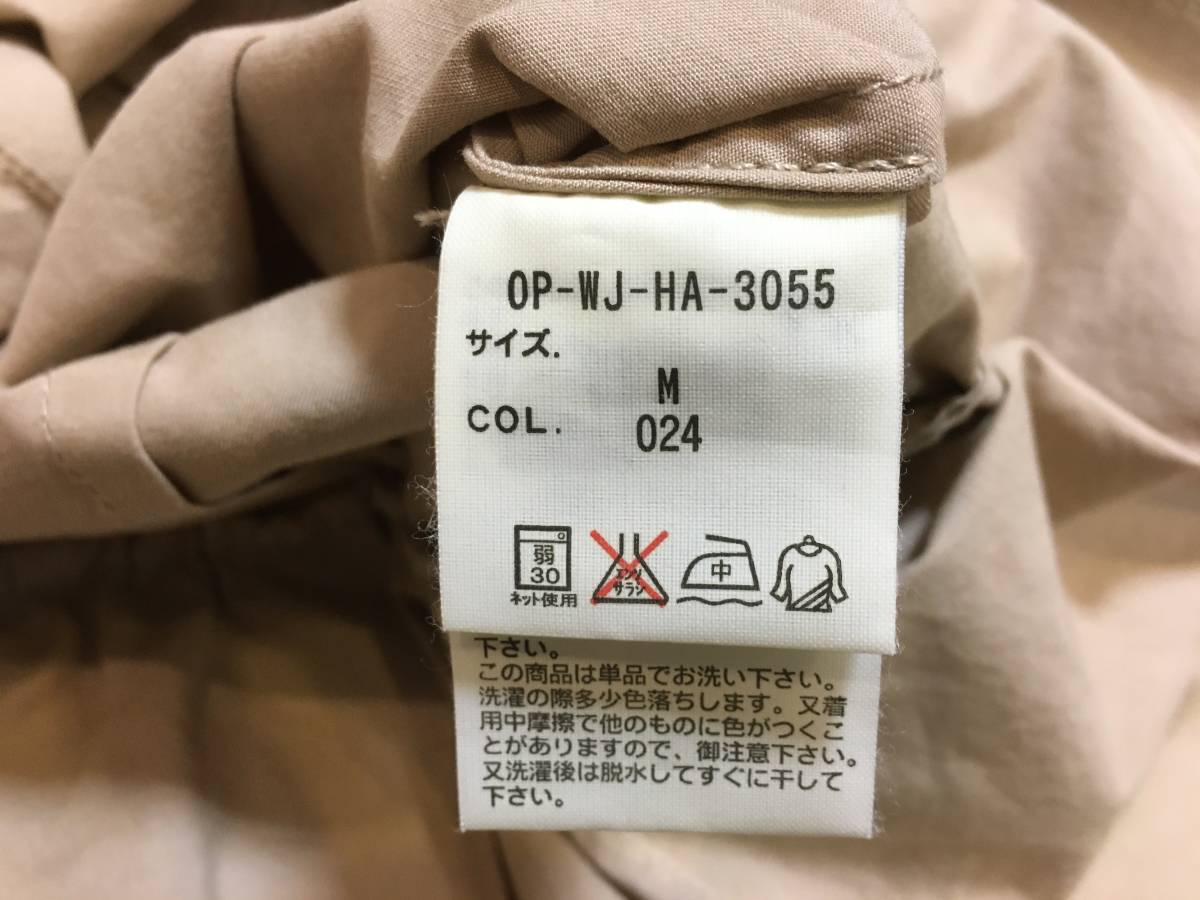 OP-WJ-HA-3055
サイズ.
M
COL. 024
弱
30
ネット使用
エンソ
サラシ
中
下さい。
この商品は単品でお洗い下さい。
洗濯の際多少色落ちします。又着
用中摩擦で他のものに色がつくこ
とがありますので、御注意下さい。
又洗濯後は脱水してすぐに干して
下さい。